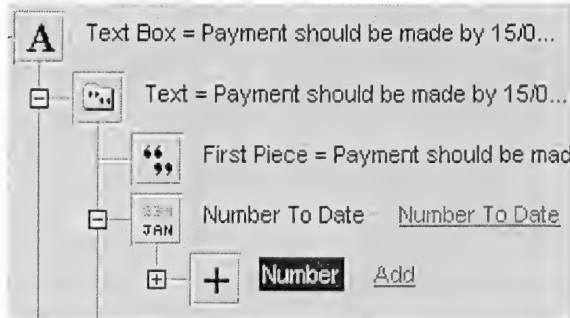 A Text Box = Payment should be made by 15/0...
Text = Payment should be made by 15/0...
First Piece = Payment should be mad
JAN Number To Date Number To Date
Number Add